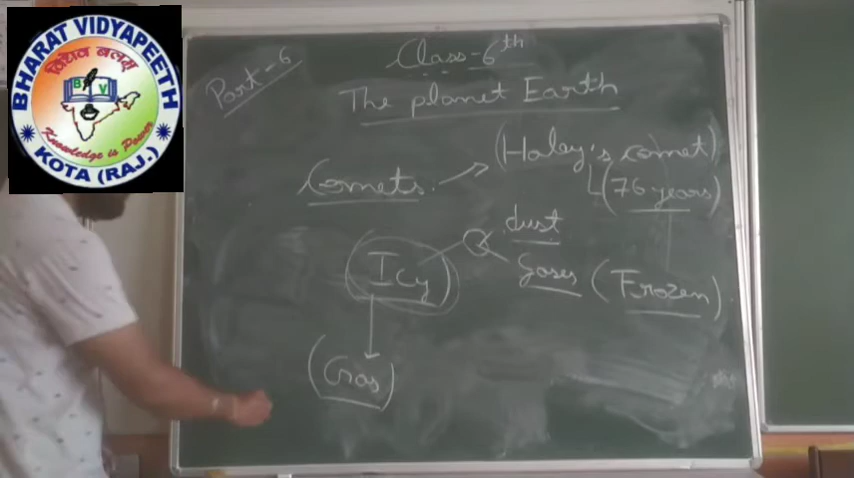 BHARAT VIDYAPEETH
विद्यैव बलम्
B V
Knowledge is Power
KOTA (RAJ.)
Part-6
Class-6th
The planet Earth
Comets → (Haley's comet)
(76 years)
dust
Icy
Gases (Frozen)
(Gas)